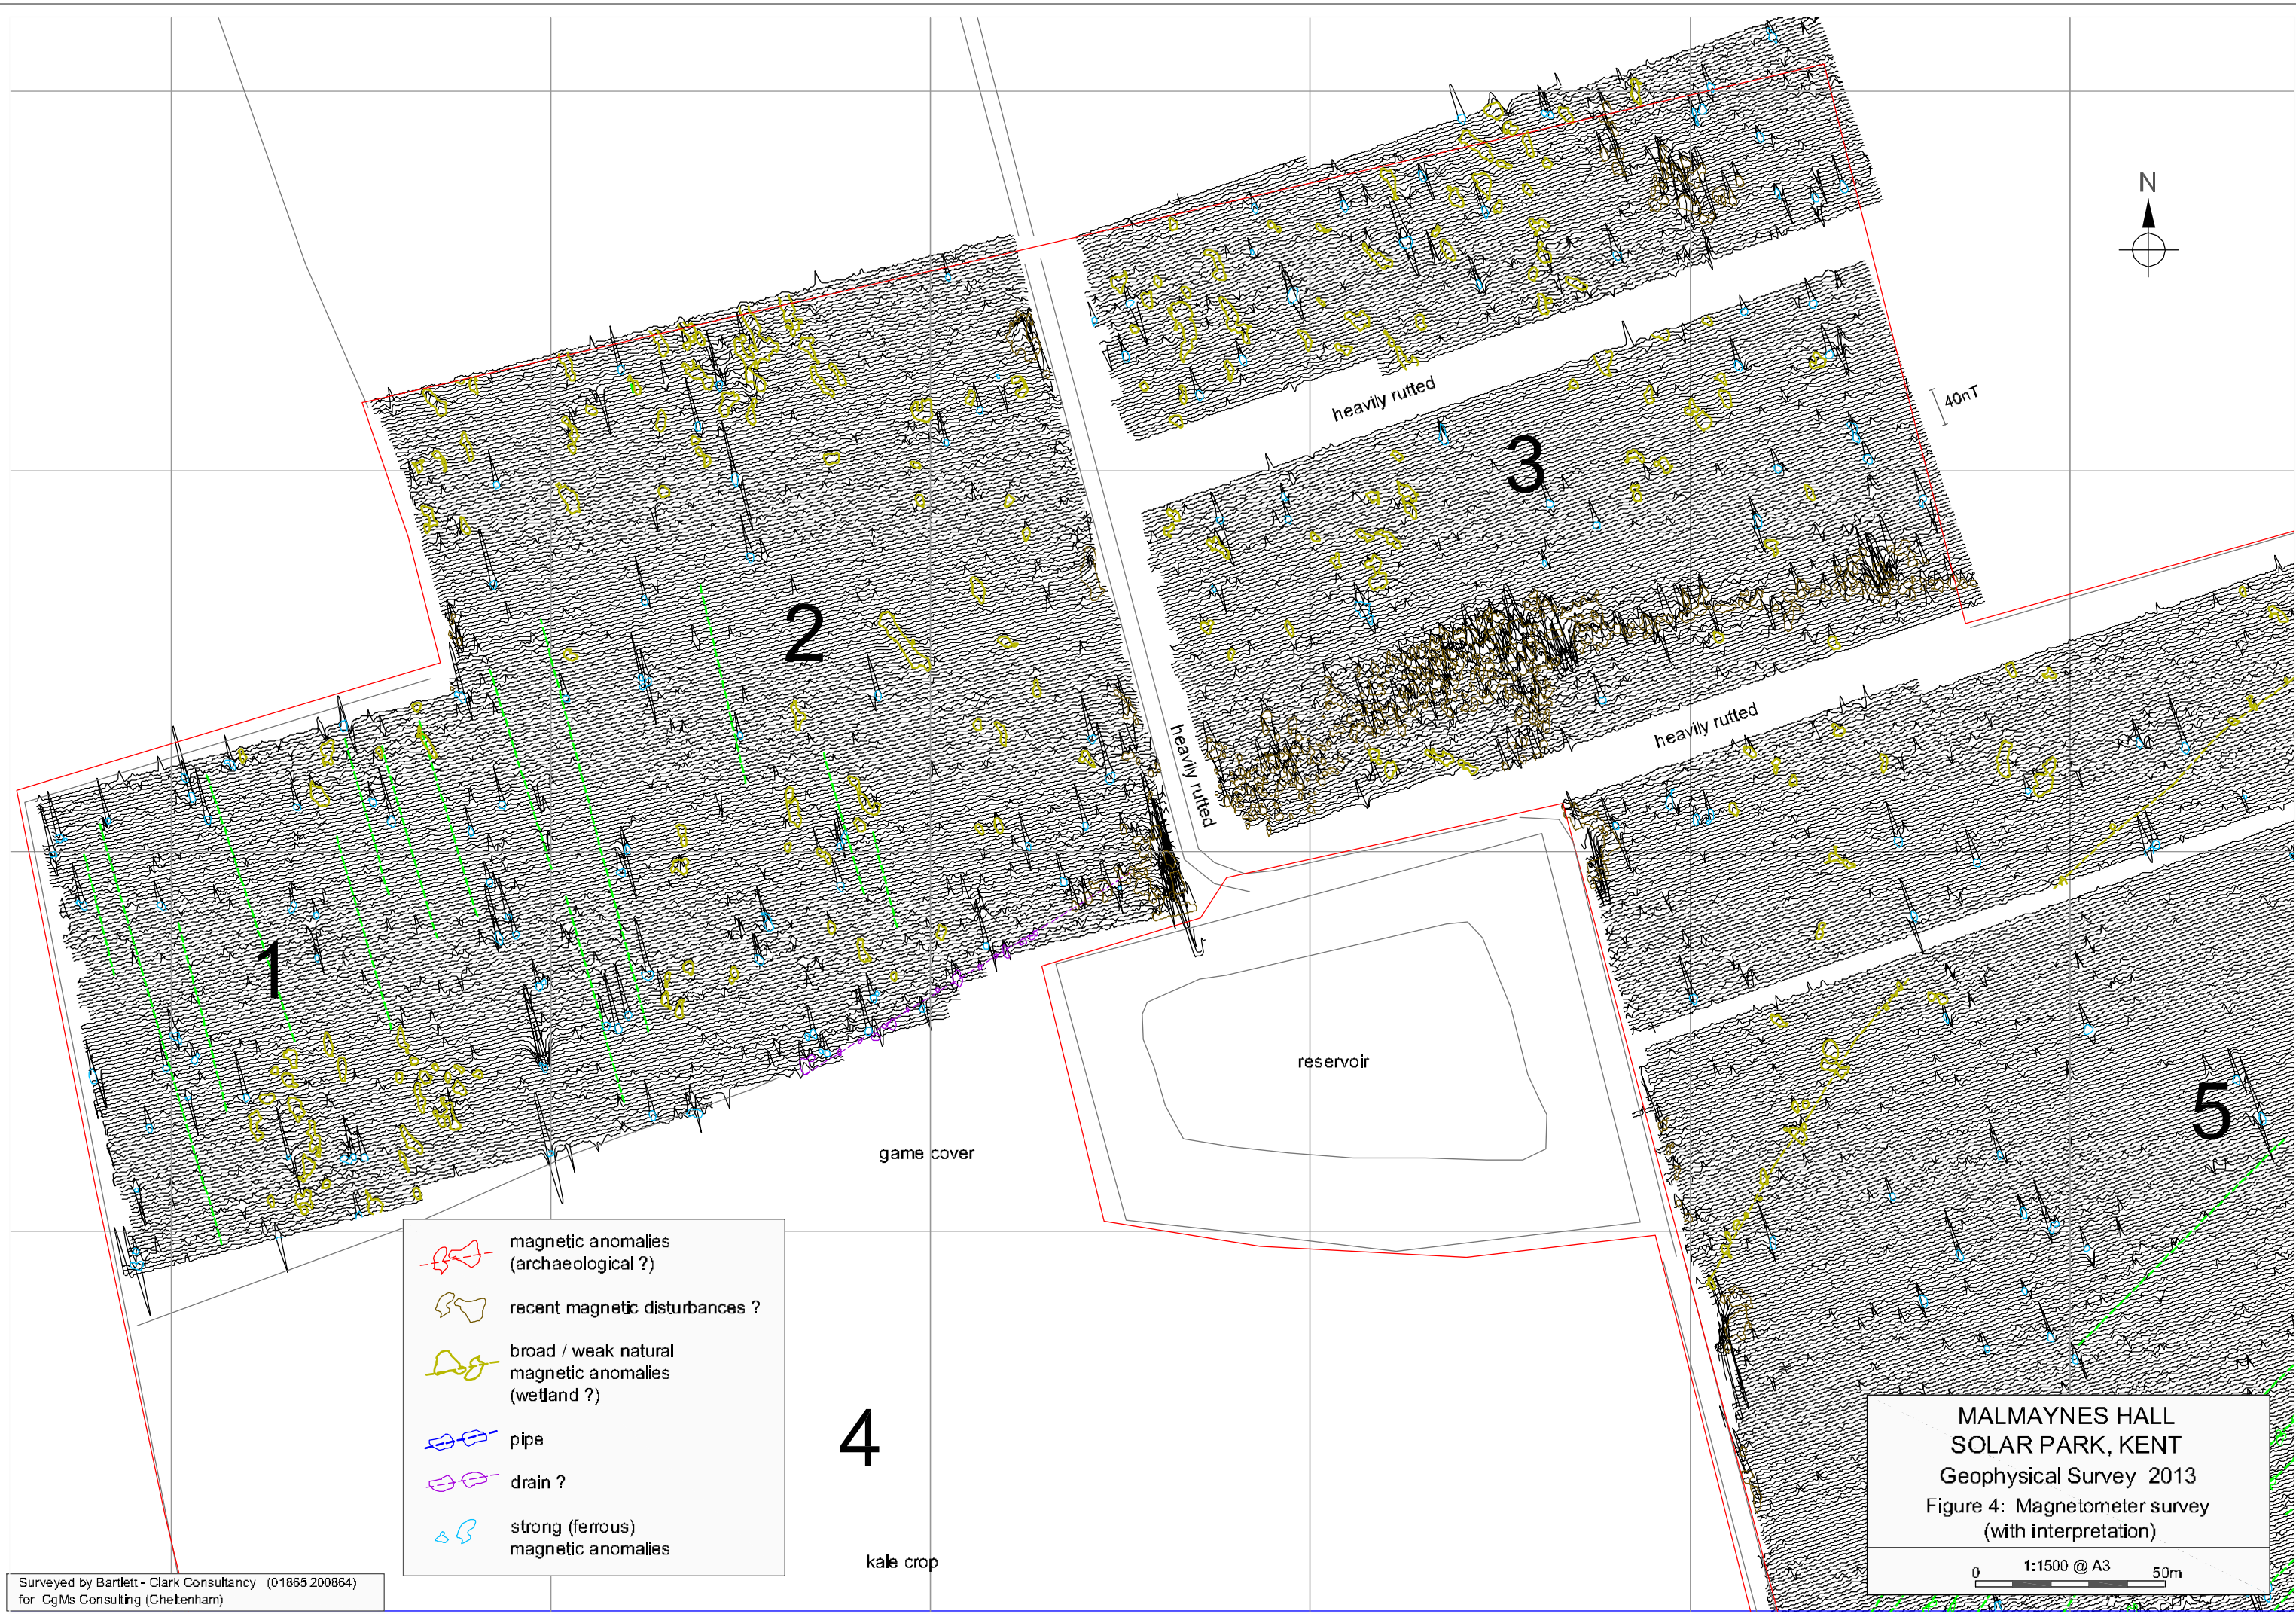 N
40nT
heavily rutted
3
2
heavily rutted
heavily rutted
1
reservoir
5
game cover
magnetic anomalies
(archaeological ?)
recent magnetic disturbances ?
broad / weak natural
magnetic anomalies
(wetland ?)
pipe
drain ?
strong (ferrous)
magnetic anomalies
4
kale crop
MALMAYNES HALL
SOLAR PARK, KENT
Geophysical Survey 2013
Figure 4: Magnetometer survey
(with interpretation)
0 1:1500 @ A3 50m
Surveyed by Bartlett - Clark Consultancy (01865 200864)
for CgMs Consulting (Cheltenham)